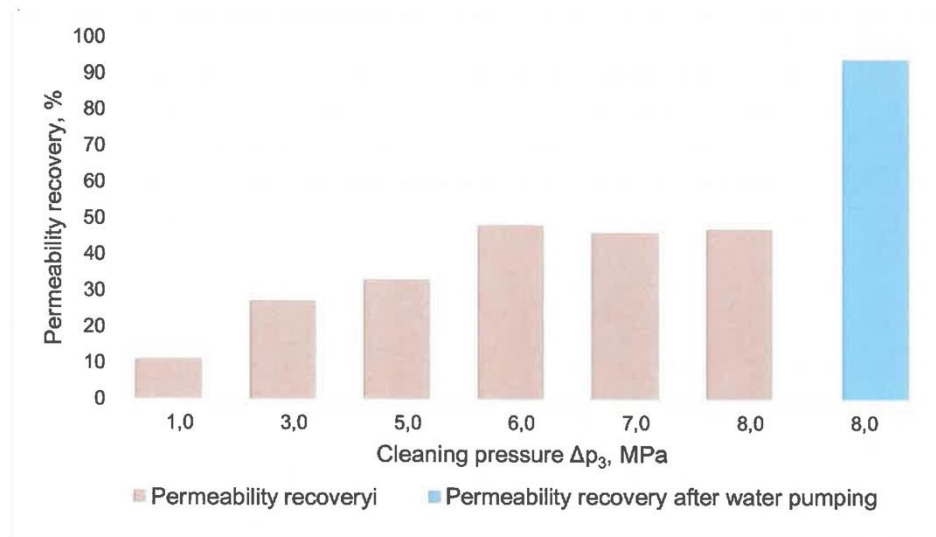 Permeability recovery, %
100
90
80
70
60
50
40
30
20
10
0
1,0 3,0 5,0 6,0 7,0 8,0 8,0
Cleaning pressure Δp₃, MPa
Permeability recoveryi Permeability recovery after water pumping